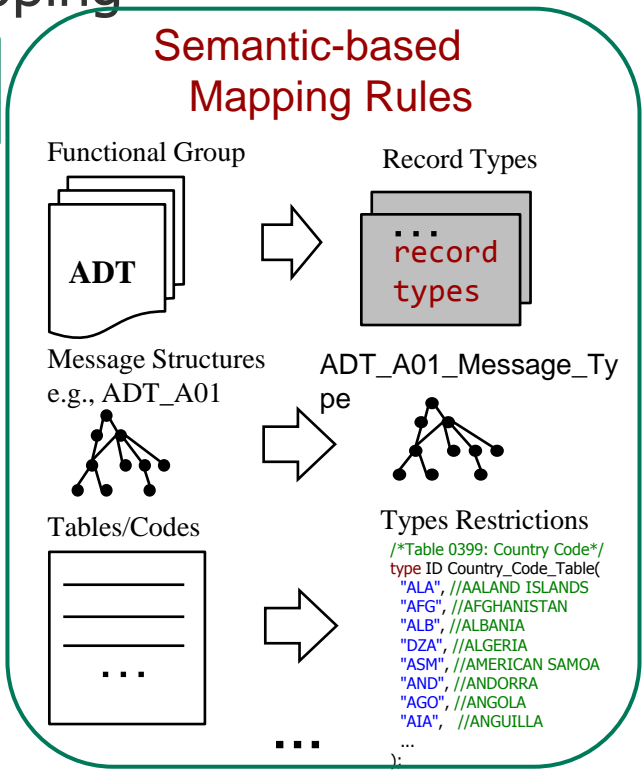 pping
Semantic-based
Mapping Rules
Functional Group
Record Types
ADT
...
record
types
Message Structures
e.g., ADT_A01
ADT_A01_Message_Ty
pe
Tables/Codes
...
Types Restrictions
/*Table 0399: Country Code*/
type ID Country_Code_Table(
"ALA", //AALAND ISLANDS
"AFG", //AFGHANISTAN
"ALB", //ALBANIA
"DZA", //ALGERIA
"ASM", //AMERICAN SAMOA
"AND", //ANDORRA
"AGO", //ANGOLA
"AIA", //ANGUILLA
...
);
...